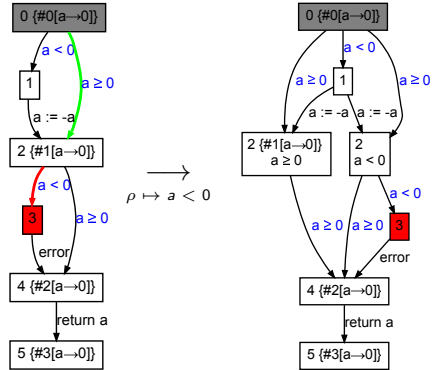 0 {#0[a→0]}
a < 0
1
a ≥ 0
a := -a
2 {#1[a→0]}
a < 0
3
a ≥ 0
error
4 {#2[a→0]}
return a
5 {#3[a→0]}
⟶
ρ ↦ a < 0
0 {#0[a→0]}
a < 0
a ≥ 0
1
a ≥ 0
a := -a
a := -a
2 {#1[a→0]}
a ≥ 0
2
a < 0
a < 0
3
a ≥ 0
a ≥ 0
error
4 {#2[a→0]}
return a
5 {#3[a→0]}